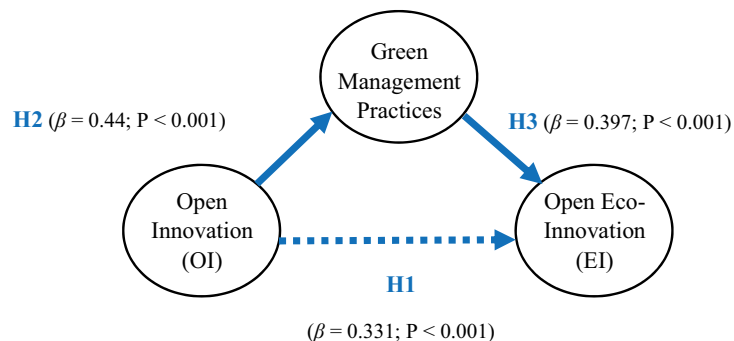 Green
Management
Practices
H2 (β = 0.44; P < 0.001)
H3 (β = 0.397; P < 0.001)
Open
Innovation
(OI)
Open Eco-
Innovation
(EI)
H1
(β = 0.331; P < 0.001)